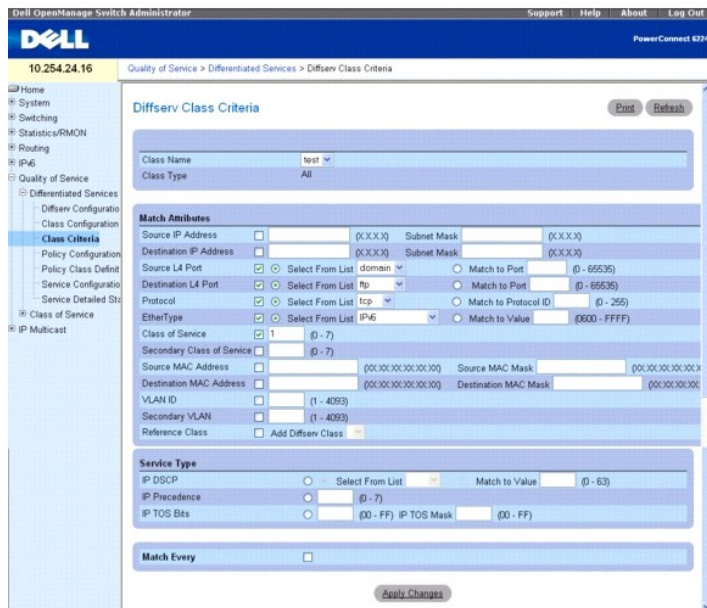 Dell OpenManage Switch Administrator Support Help About Log Out
DELL
PowerConnect 6224
10.254.24.16
Quality of Service > Differentiated Services > Diffserv Class Criteria
Home
System
Switching
Statistics/RMON
Routing
IPv6
Quality of Service
Differentiated Services
Diffserv Configuratio
Class Configuration
Class Criteria
Policy Configuration
Policy Class Definit
Service Configuratio
Service Detailed Sta
Class of Service
IP Multicast
Diffserv Class Criteria
Print Refresh
Class Name test
Class Type All
Match Attributes
Source IP Address (X.X.X.X) Subnet Mask (X.X.X.X)
Destination IP Address (X.X.X.X) Subnet Mask (X.X.X.X)
Source L4 Port Select From List domain Match to Port (0 - 65535)
Destination L4 Port Select From List ftp Match to Port (0 - 65535)
Protocol Select From List tcp Match to Protocol ID (0 - 255)
EtherType Select From List IPv6 Match to Value (0600 - FFFF)
Class of Service 1 (0 - 7)
Secondary Class of Service (0 - 7)
Source MAC Address (XX:XX:XX:XX:XX:XX) Source MAC Mask (XX:XX:XX:XX:X
Destination MAC Address (XX:XX:XX:XX:XX:XX) Destination MAC Mask (XX:XX:XX:
VLAN ID (1 - 4093)
Secondary VLAN (1 - 4093)
Reference Class Add Diffserv Class
Service Type
IP DSCP Select From List Match to Value (0 - 63)
IP Precedence (0 - 7)
IP TOS Bits (00 - FF) IP TOS Mask (00 - FF)
Match Every
Apply Changes